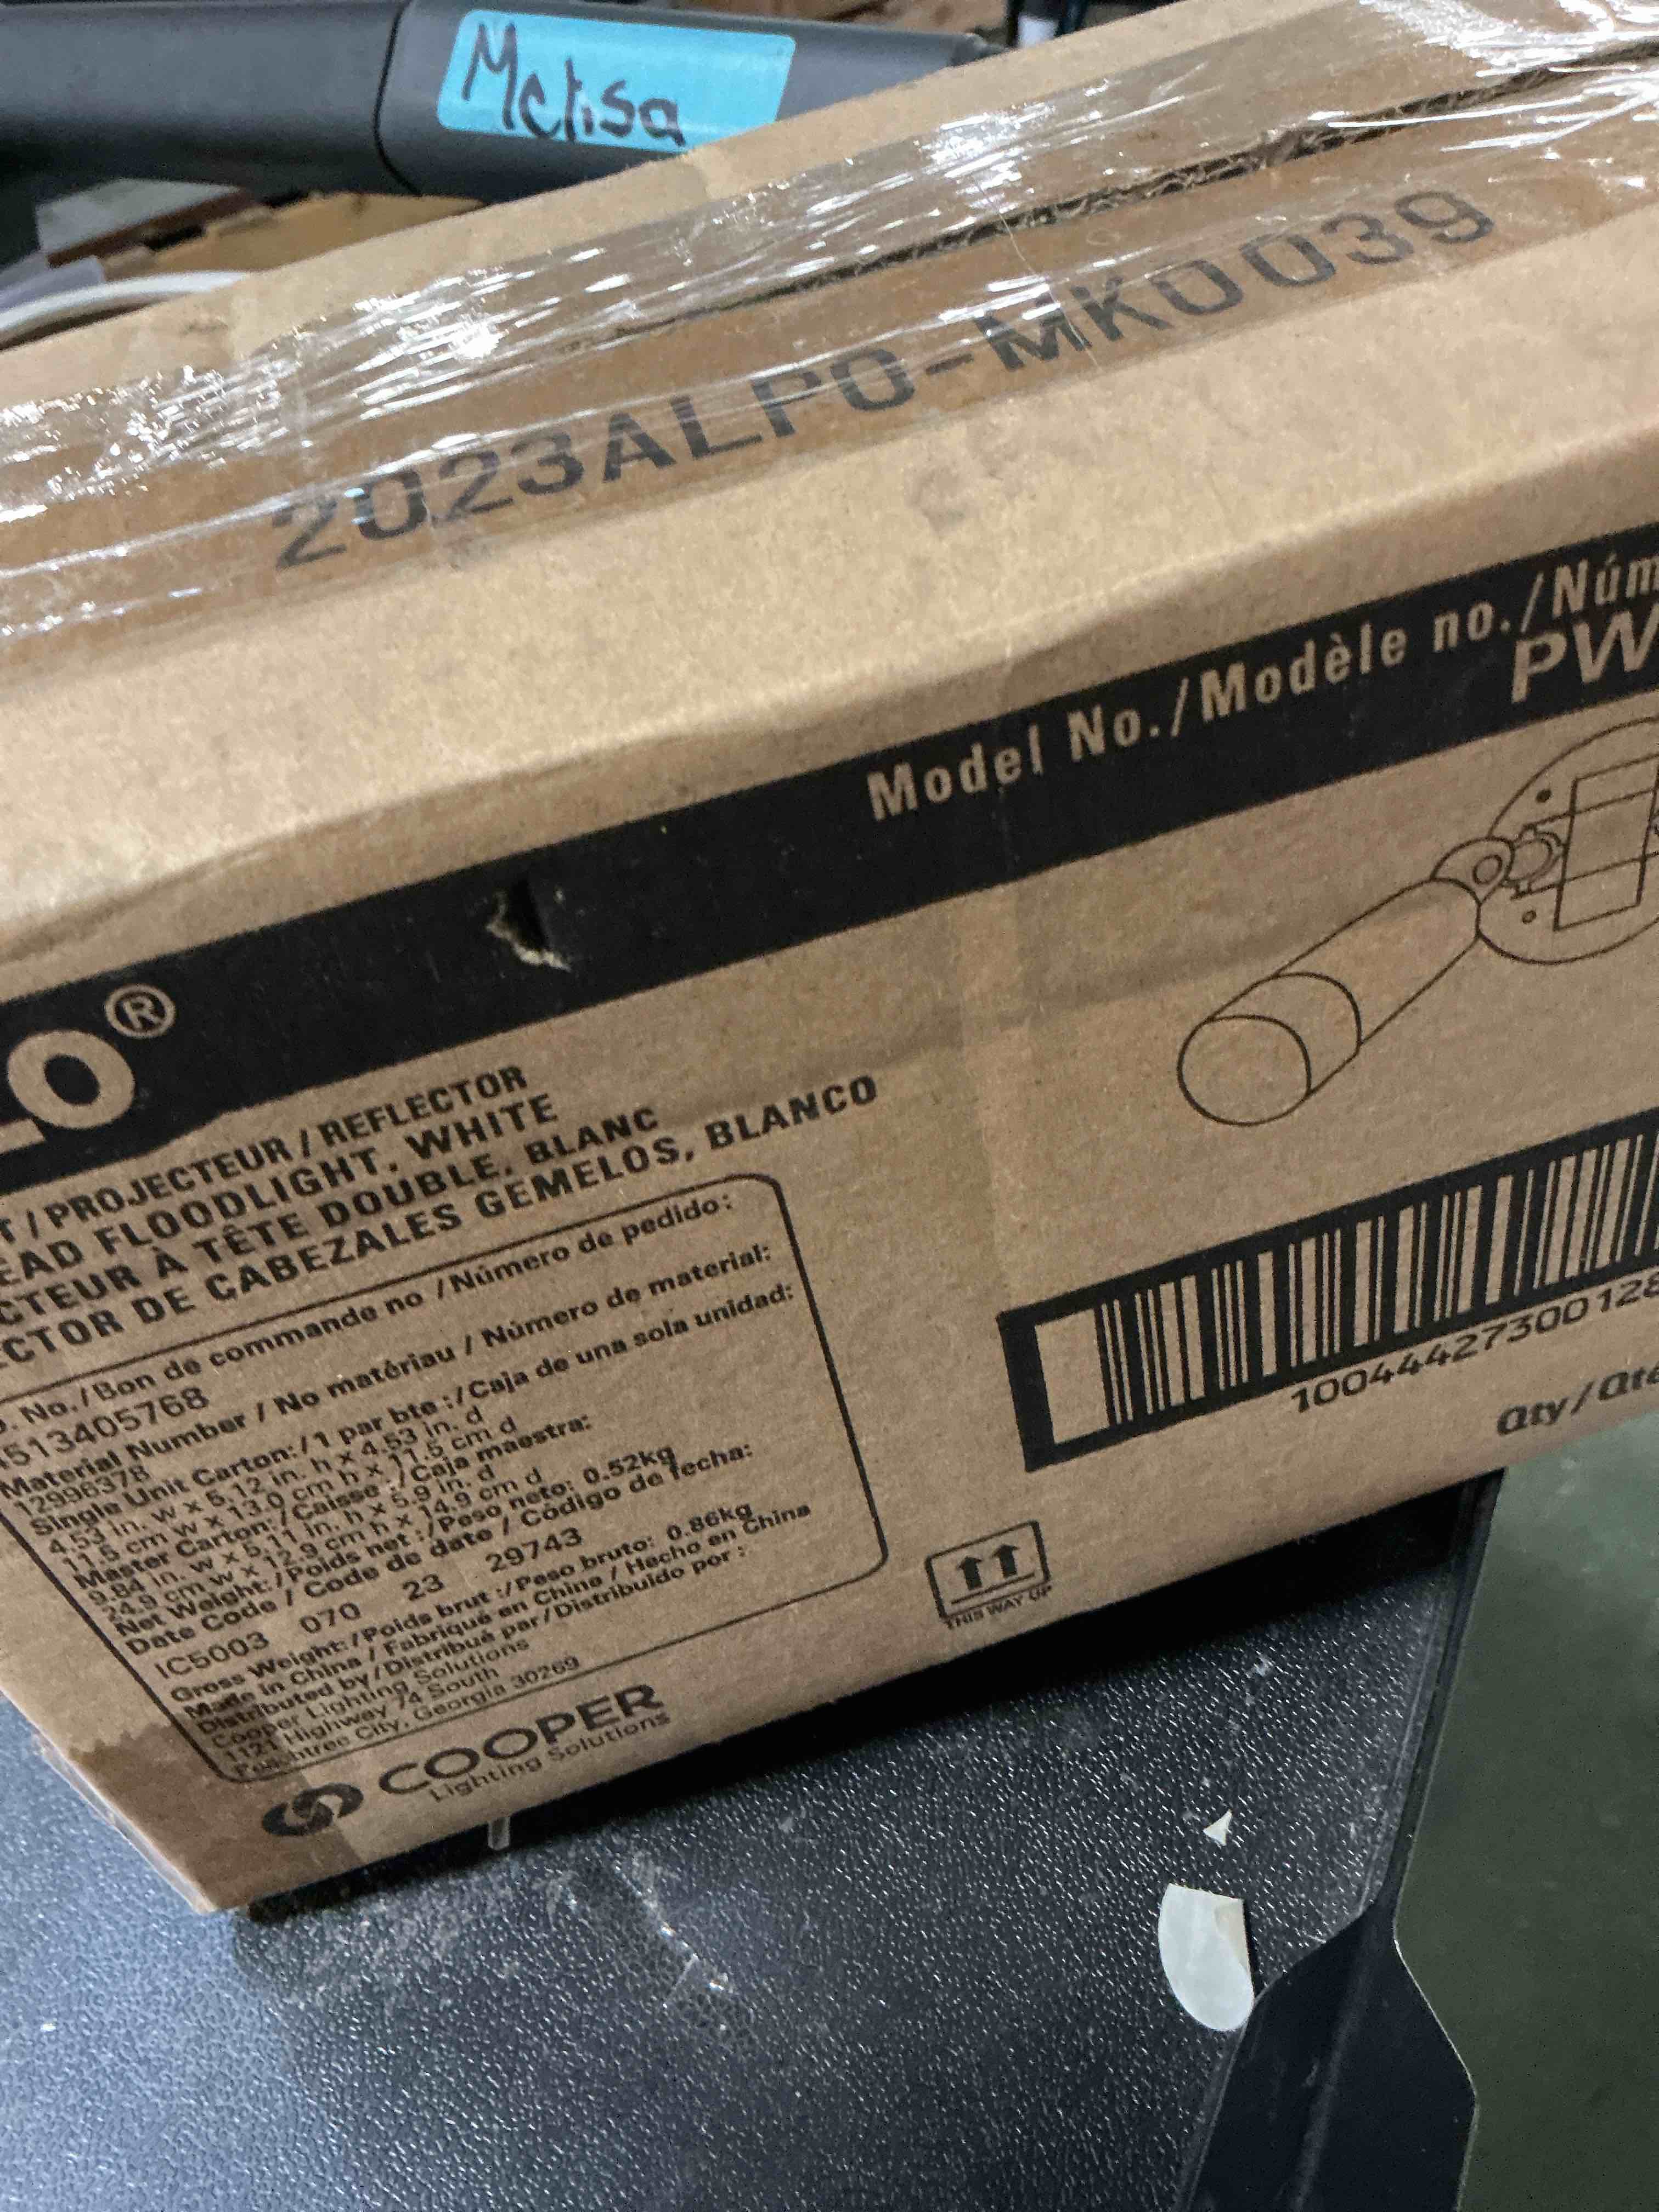 Melisa
2023ALPO-MK0039
Model No./Modèle no./Núm
PW
LO®
T/PROJECTEUR/REFLECTOR
EAD FLOODLIGHT, WHITE
CTEUR À TÊTE DOUBLE, BLANC
ECTOR DE CABEZALES GEMELOS, BLANCO
. No./Bon de commande no /Número de pedido:
4513405768
Material Number / No matériau / Número de material:
12996378
Single Unit Carton:/1 par bte :/Caja de una sola unidad:
4.53 in. w x 5.12 in. h x 4.53 in. d
11.5 cm w x 13.0 cm h x 11.5 cm d
Master Carton:/Caisse :/Caja maestra:
9.84 in. w x 5.11 in. h x 5.9 in. d
24.9 cm w x 12.9 cm h x 14.9 cm d
Net Weight:/Poids net :/Peso neto: 0.52kg
Date Code / Code de date / Código de fecha:
IC5003 070 23 29743
Gross Weight:/Poids brut :/Peso bruto: 0.86kg
Made in China / Fabriqué en China / Hecho en China
Distributed by/Distribué par/Distribuido por :
Cooper Lighting Solutions
1121 Highway 74 South
Peachtree City, Georgia 30269
COOPER
Lighting Solutions
THIS WAY UP
1004442730012
Qty/Qté